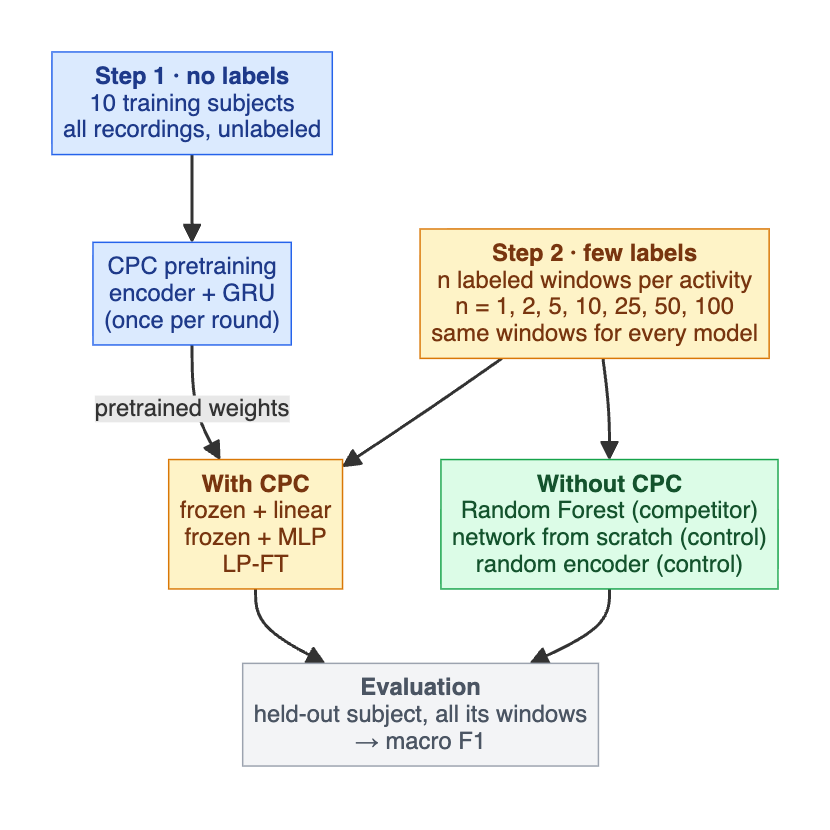 Step 1 · no labels
10 training subjects
all recordings, unlabeled
CPC pretraining
encoder + GRU
(once per round)
Step 2 · few labels
n labeled windows per activity
n = 1, 2, 5, 10, 25, 50, 100
same windows for every model
pretrained weights
With CPC
frozen + linear
frozen + MLP
LP-FT
Without CPC
Random Forest (competitor)
network from scratch (control)
random encoder (control)
Evaluation
held-out subject, all its windows
→ macro F1